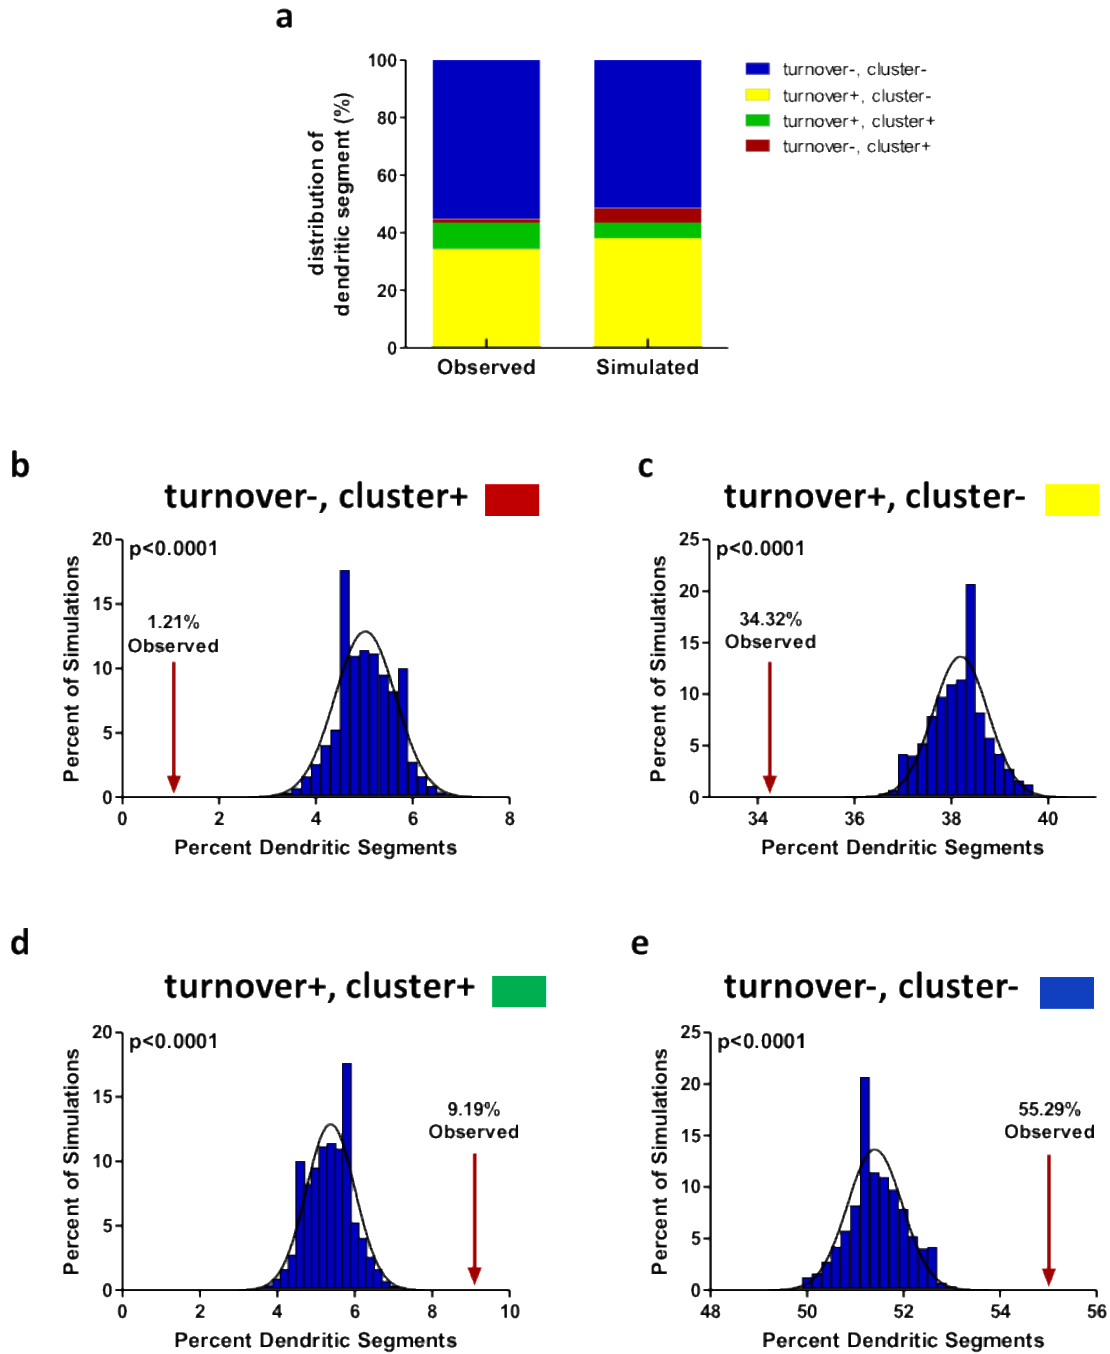 a
100
80
60
40
20
0
distribution of
dendritic segment (%)
Observed
Simulated
turnover-, cluster-
turnover+, cluster-
turnover+, cluster+
turnover-, cluster+
b
turnover-, cluster+
p<0.0001
1.21%
Observed
20
15
10
5
0
Percent of Simulations
0 2 4 6 8
Percent Dendritic Segments
c
turnover+, cluster-
p<0.0001
34.32%
Observed
25
20
15
10
5
0
Percent of Simulations
34 36 38 40
Percent Dendritic Segments
d
turnover+, cluster+
p<0.0001
9.19%
Observed
20
15
10
5
0
Percent of Simulations
0 2 4 6 8 10
Percent Dendritic Segments
e
turnover-, cluster-
p<0.0001
55.29%
Observed
25
20
15
10
5
0
Percent of Simulations
48 50 52 54 56
Percent Dendritic Segments